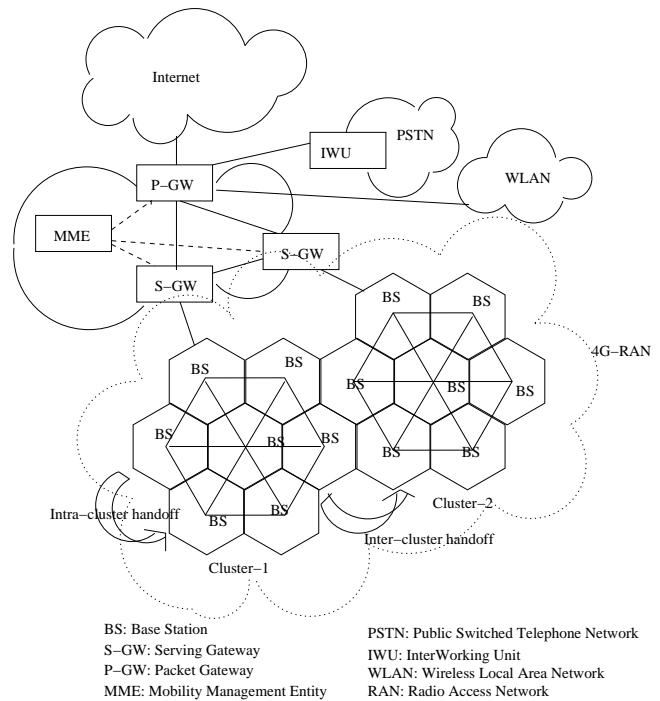 Internet
PSTN
IWU
WLAN
P-GW
MME
S-GW
S-GW
4G-RAN
BS
BS
BS
BS
BS
BS
BS
BS
BS
BS
BS
BS
BS
BS
Cluster-2
Intra-cluster handoff
Inter-cluster handoff
Cluster-1
BS: Base Station
S-GW: Serving Gateway
P-GW: Packet Gateway
MME: Mobility Management Entity
PSTN: Public Switched Telephone Network
IWU: InterWorking Unit
WLAN: Wireless Local Area Network
RAN: Radio Access Network